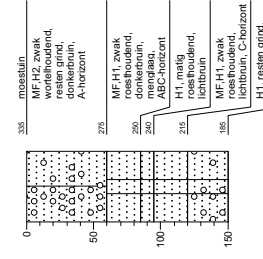 335
moestuin
MF,H2, zwak
wortelhoudend,
resten grind,
donkerbruin,
A-horizont
275
MF,H1, zwak
roesthoudend,
donkerbruin,
menglaag,
ABC-horizont
250
240
H1, matig
roesthoudend,
lichtbruin
215
MF,H1, zwak
roesthoudend,
lichtbruin, C-horizont
185
H1, resten grind,
0
50
100
150